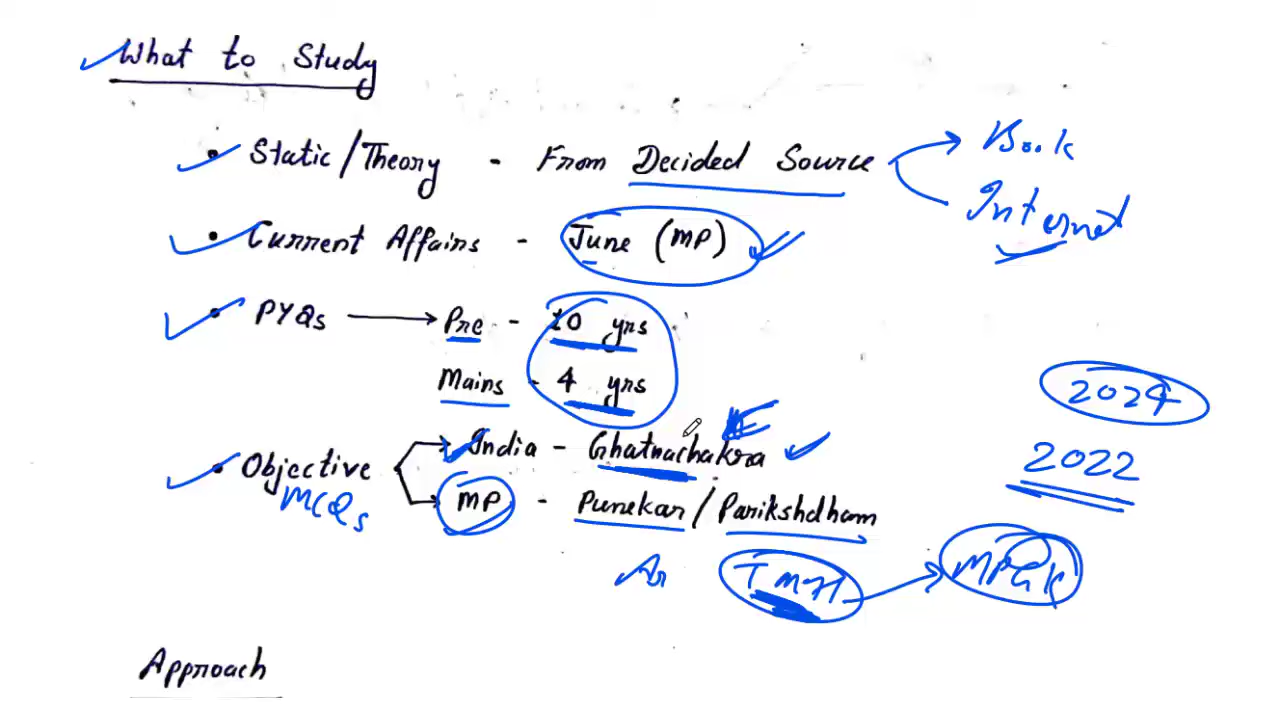 What to Study
• Static/Theory - From Decided Source
Book
Internet
• Current Affairs - June (MP)
• PYQs → Pre - 10 yrs
Mains - 4 yrs
2024
2022
• Objective
MCQs
India - Ghatnachakra
MP - Punekar / Parikshdham
TMH → MPGK
Approach